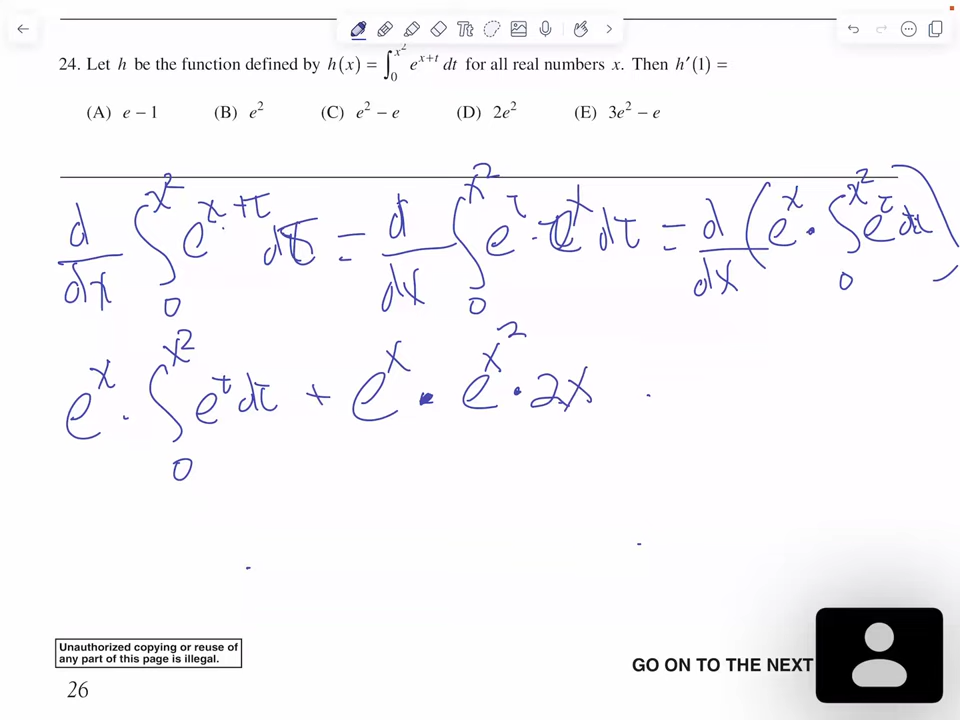 24. Let h be the function defined by h(x) = ∫₀^{x²} e^{x+t} dt for all real numbers x. Then h′(1) =
(A) e − 1 (B) e² (C) e² − e (D) 2e² (E) 3e² − e
d/dx ∫₀^{x²} e^{x+t} dt = d/dx ∫₀^{x²} e^t · e^x dt = d/dx (e^x · ∫₀^{x²} e^t dt)
e^x · ∫₀^{x²} e^t dt + e^x · e^{x²} · 2x
Unauthorized copying or reuse of
any part of this page is illegal.
GO ON TO THE NEXT
26